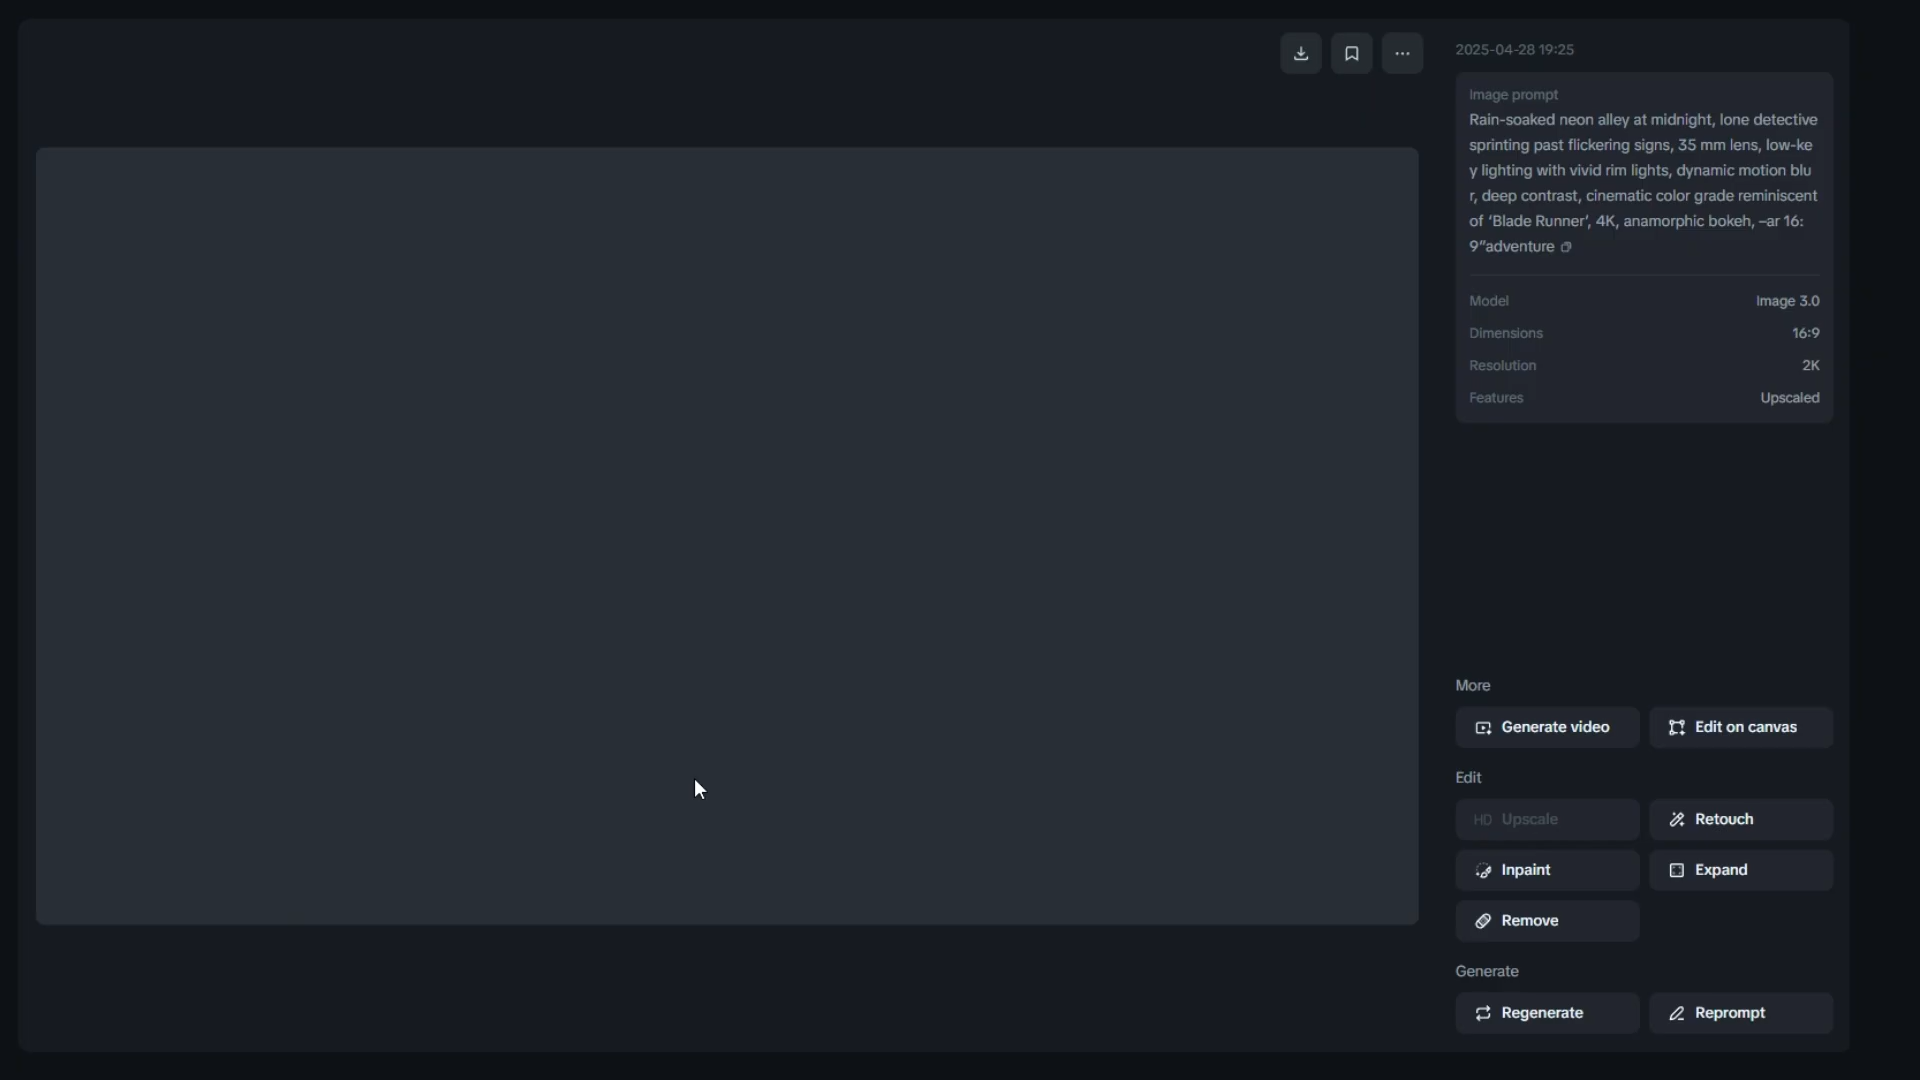 2025-04-28 19:25
Image prompt
Rain-soaked neon alley at midnight, lone detective
sprinting past flickering signs, 35 mm lens, low-ke
y lighting with vivid rim lights, dynamic motion blu
r, deep contrast, cinematic color grade reminiscent
of ‘Blade Runner’, 4K, anamorphic bokeh, –ar 16:
9”adventure
Model Image 3.0
Dimensions 16:9
Resolution 2K
Features Upscaled
More
Generate video Edit on canvas
Edit
HD Upscale Retouch
Inpaint Expand
Remove
Generate
Regenerate Reprompt